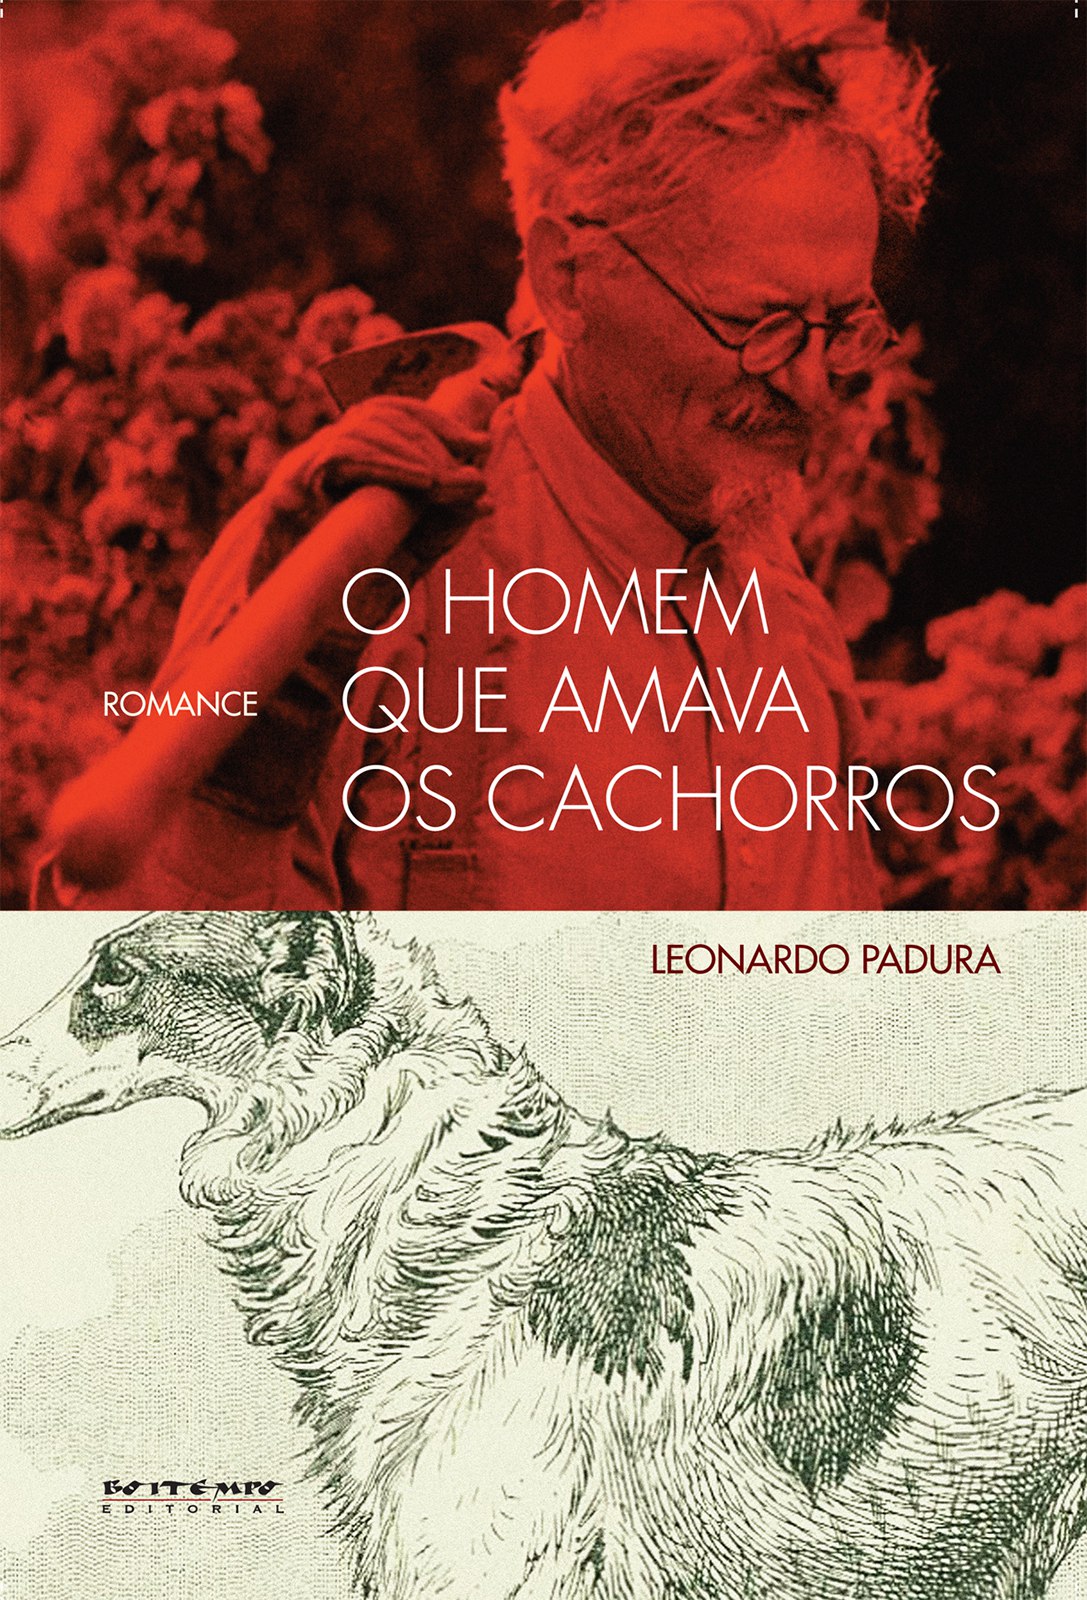 O HOMEM
QUE AMAVA
OS CACHORROS
ROMANCE
LEONARDO PADURA
BOITEMPO
EDITORIAL